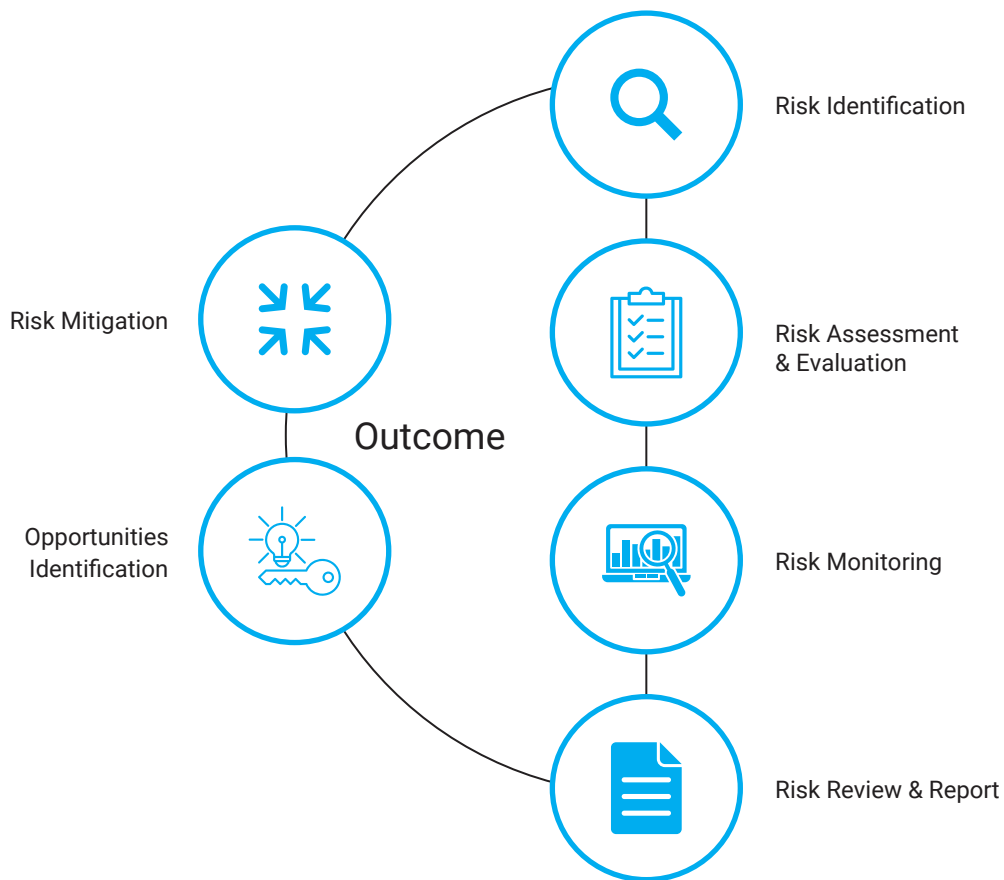 Risk Identification
Risk Mitigation
Risk Assessment
& Evaluation
Outcome
Opportunities
Identification
Risk Monitoring
Risk Review & Report